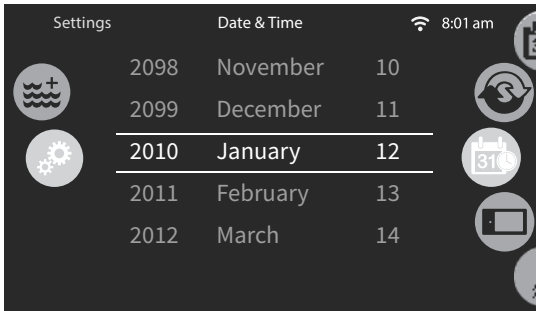 Settings Date & Time 8:01 am
2098 November 10
2099 December 11
2010 January 12
2011 February 13
2012 March 14
31